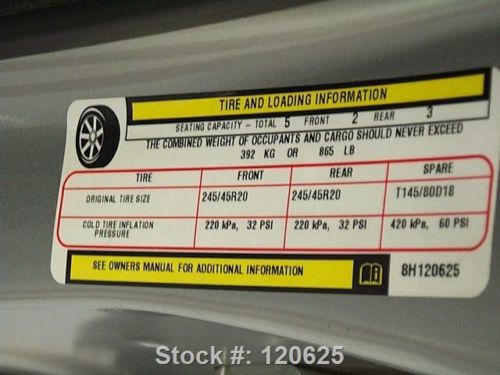 TIRE AND LOADING INFORMATION
SEATING CAPACITY - TOTAL 5 FRONT 2 REAR 3
THE COMBINED WEIGHT OF OCCUPANTS AND CARGO SHOULD NEVER EXCEED
392 KG OR 865 LB
TIRE FRONT REAR SPARE
ORIGINAL TIRE SIZE 245/45R20 245/45R20 T145/80D18
COLD TIRE INFLATION PRESSURE 220 kPa, 32 PSI 220 kPa, 32 PSI 420 kPa, 60 PSI
SEE OWNERS MANUAL FOR ADDITIONAL INFORMATION 8H120625
Stock #: 120625